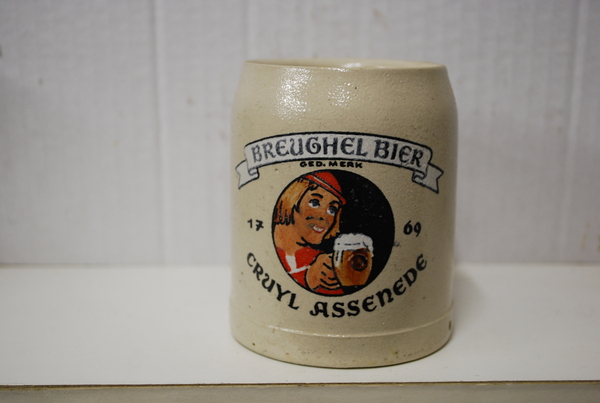 BREUGHEL BIER
GED. MERK
17 69
CRUYL ASSENEDE